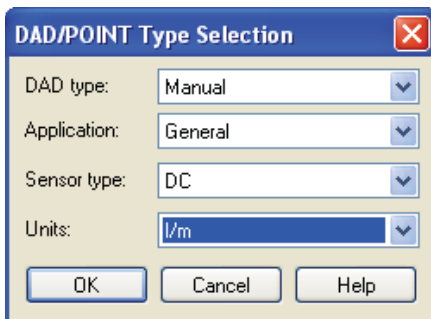 DAD/POINT Type Selection
DAD type: Manual
Application: General
Sensor type: DC
Units: l/m
OK Cancel Help